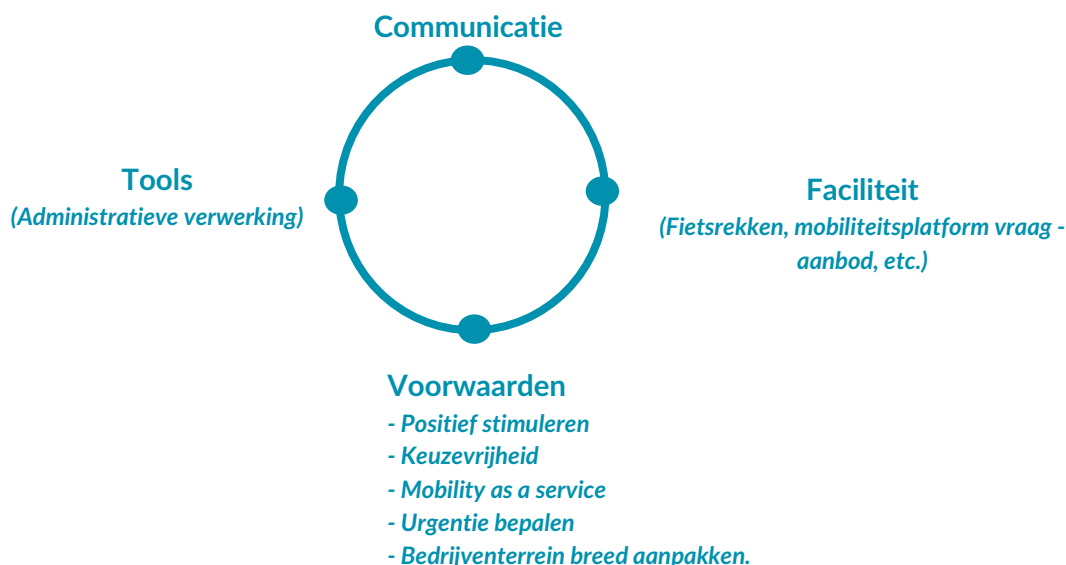 Communicatie
Tools
(Administratieve verwerking)
Faciliteit
(Fietsrekken, mobiliteitsplatform vraag -
aanbod, etc.)
Voorwaarden
- Positief stimuleren
- Keuzevrijheid
- Mobility as a service
- Urgentie bepalen
- Bedrijventerrein breed aanpakken.